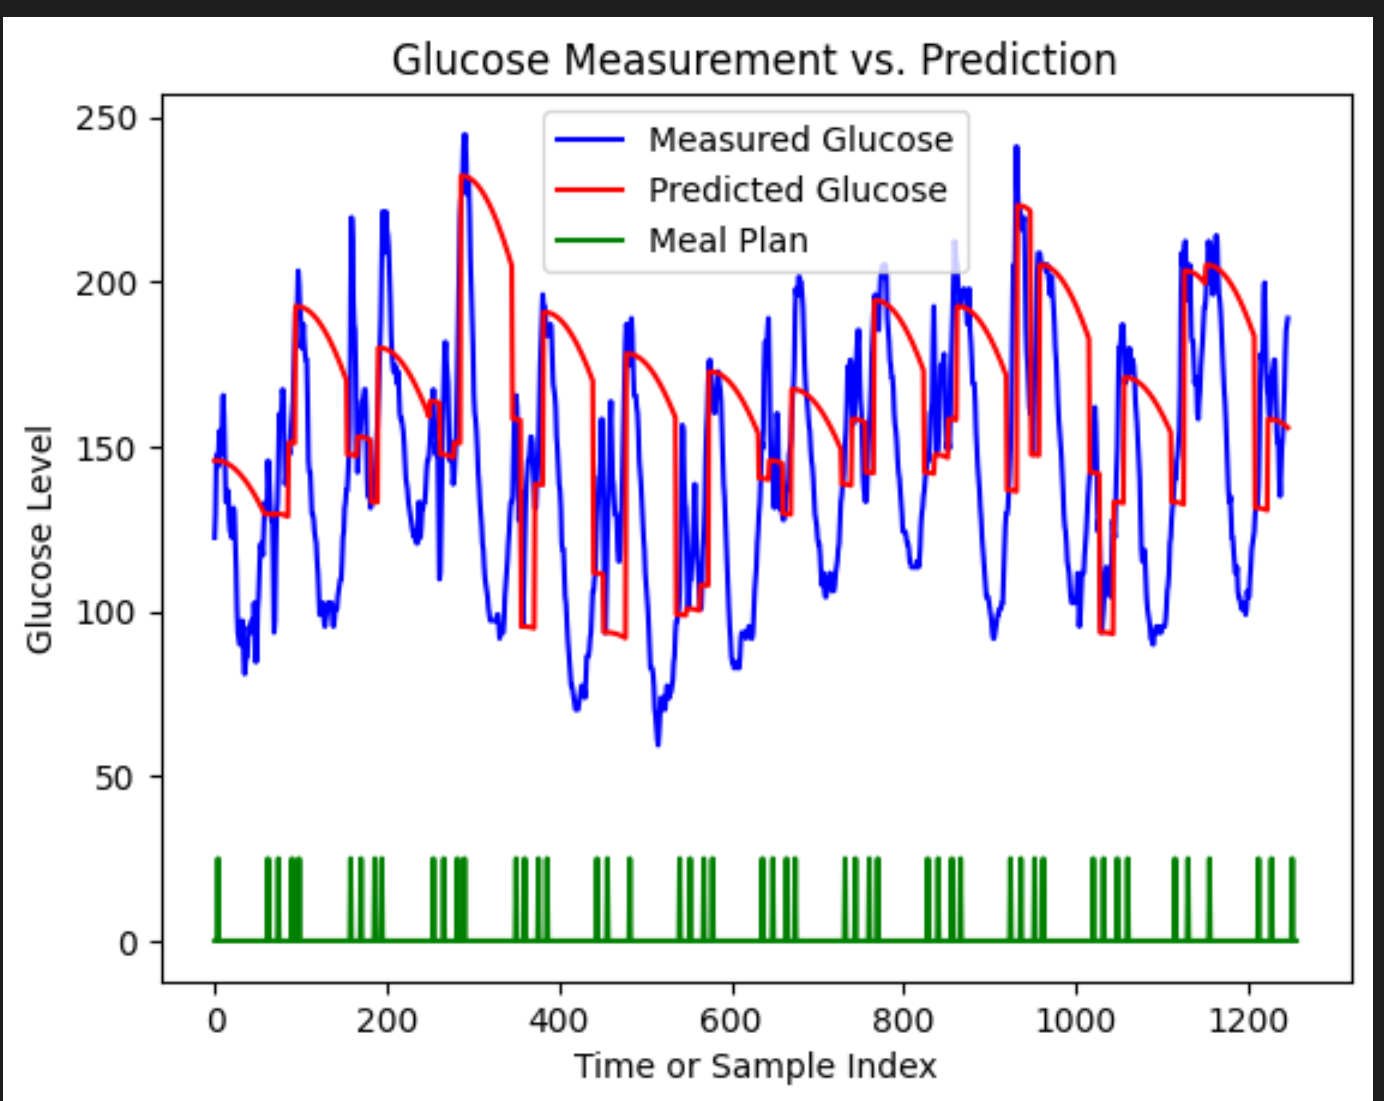 Glucose Measurement vs. Prediction
250
Measured Glucose
Predicted Glucose
Meal Plan
200
150
100
50
0
Glucose Level
0 200 400 600 800 1000 1200
Time or Sample Index